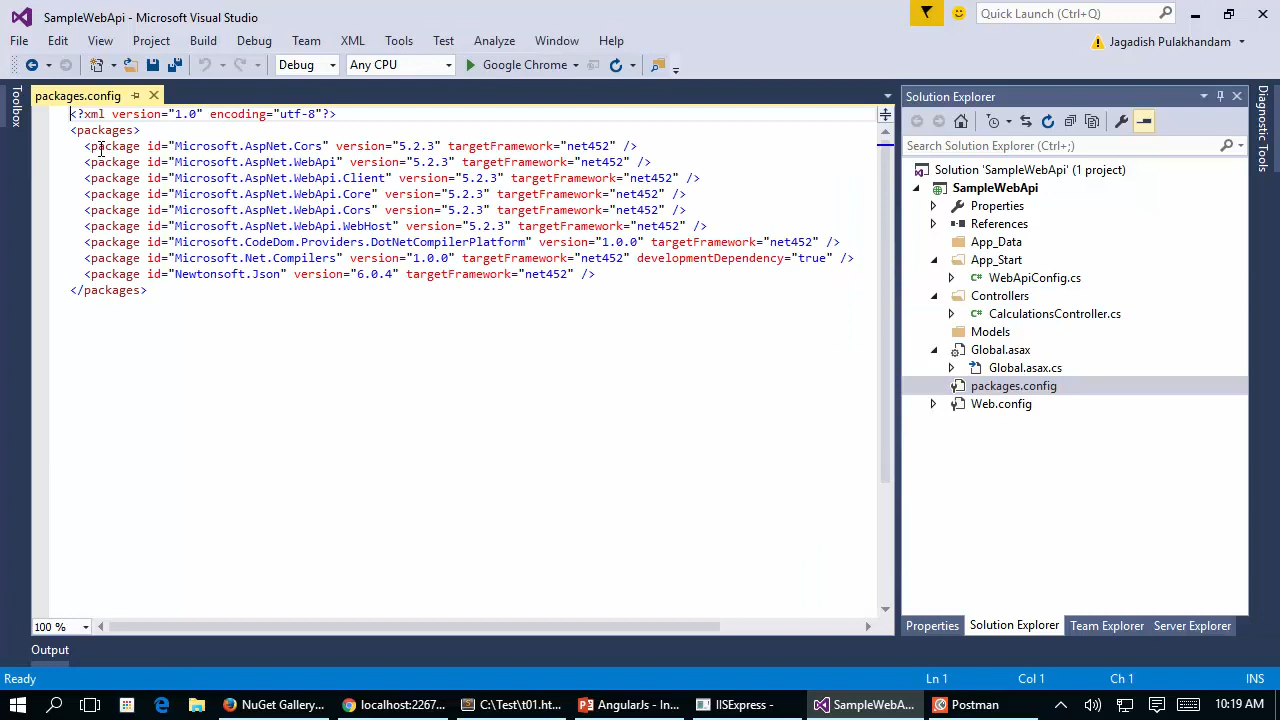 SampleWebApi - Microsoft Visual Studio
Quick Launch (Ctrl+Q)
File Edit View Project Build Debug Team XML Tools Test Analyze Window Help
Jagadish Pulakhandam
Debug Any CPU Google Chrome
Toolbox
packages.config
<?xml version="1.0" encoding="utf-8"?>
<packages>
<package id="Microsoft.AspNet.Cors" version="5.2.3" targetFramework="net452" />
<package id="Microsoft.AspNet.WebApi" version="5.2.3" targetFramework="net452" />
<package id="Microsoft.AspNet.WebApi.Client" version="5.2.3" targetFramework="net452" />
<package id="Microsoft.AspNet.WebApi.Core" version="5.2.3" targetFramework="net452" />
<package id="Microsoft.AspNet.WebApi.Cors" version="5.2.3" targetFramework="net452" />
<package id="Microsoft.AspNet.WebApi.WebHost" version="5.2.3" targetFramework="net452" />
<package id="Microsoft.CodeDom.Providers.DotNetCompilerPlatform" version="1.0.0" targetFramework="net452" />
<package id="Microsoft.Net.Compilers" version="1.0.0" targetFramework="net452" developmentDependency="true" />
<package id="Newtonsoft.Json" version="6.0.4" targetFramework="net452" />
</packages>
100 %
Output
Solution Explorer
Search Solution Explorer (Ctrl+;)
Solution 'SampleWebApi' (1 project)
SampleWebApi
Properties
References
App_Data
App_Start
C# WebApiConfig.cs
Controllers
C# CalculationsController.cs
Models
Global.asax
Global.asax.cs
packages.config
Web.config
Properties Solution Explorer Team Explorer Server Explorer
Diagnostic Tools
Ready Ln 1 Col 1 Ch 1 INS
NuGet Gallery... localhost:2267... C:\Test\t01.ht... AngularJs - In... IISExpress - SampleWebA... Postman 10:19 AM